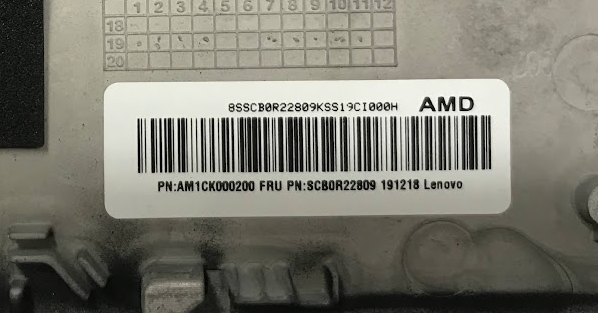 1 2 3 4 5 6 7 8 9 10 11 12
18
19
20
8SSCB0R22809KSS19CI000H AMD
PN:AM1CK000200 FRU PN:SCB0R22809 191218 Lenovo